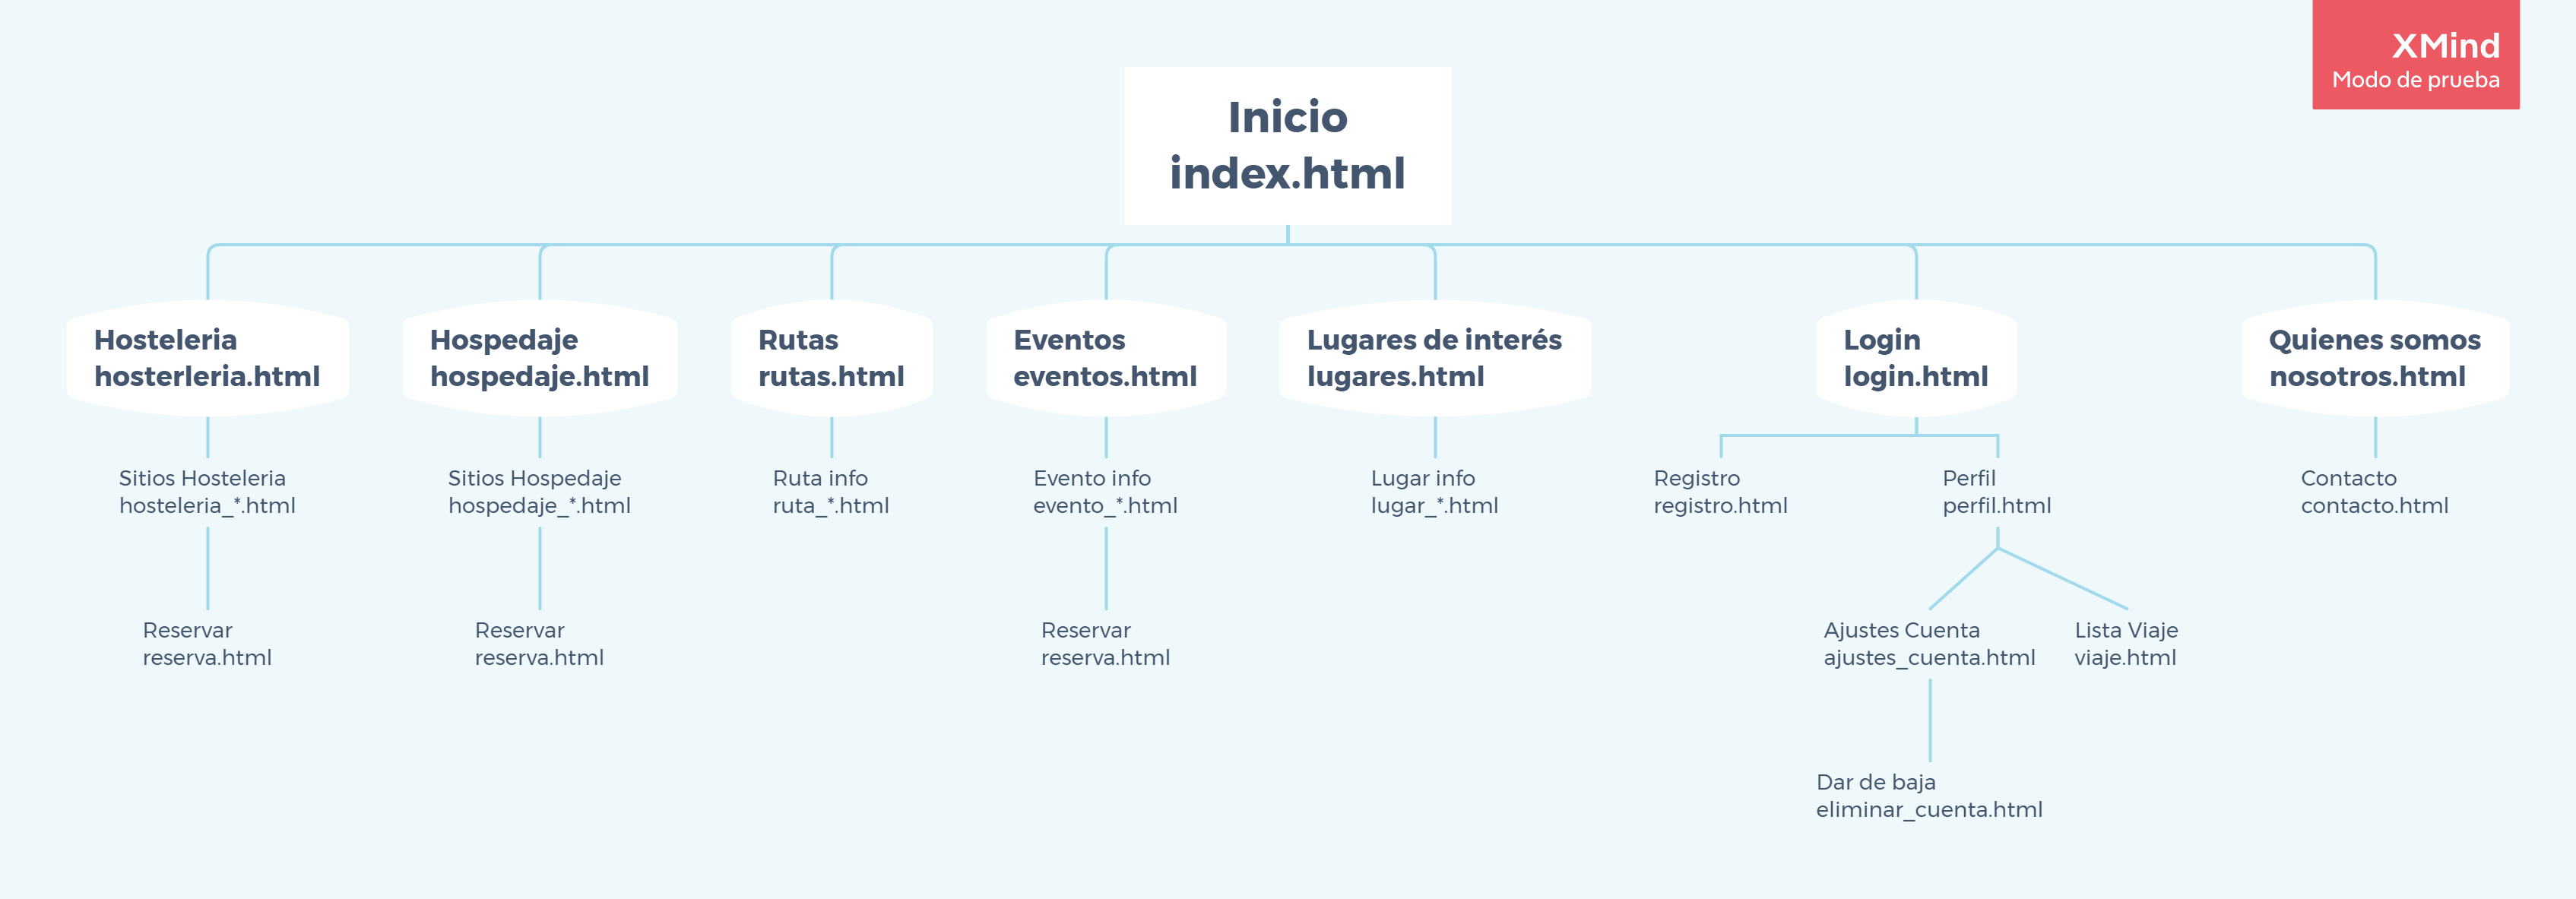 XMind
Modo de prueba
Inicio
index.html
Hosteleria
hosterleria.html
Hospedaje
hospedaje.html
Rutas
rutas.html
Eventos
eventos.html
Lugares de interés
lugares.html
Login
login.html
Quienes somos
nosotros.html
Sitios Hosteleria
hosteleria_*.html
Sitios Hospedaje
hospedaje_*.html
Ruta info
ruta_*.html
Evento info
evento_*.html
Lugar info
lugar_*.html
Registro
registro.html
Perfil
perfil.html
Contacto
contacto.html
Reservar
reserva.html
Reservar
reserva.html
Reservar
reserva.html
Ajustes Cuenta
ajustes_cuenta.html
Lista Viaje
viaje.html
Dar de baja
eliminar_cuenta.html